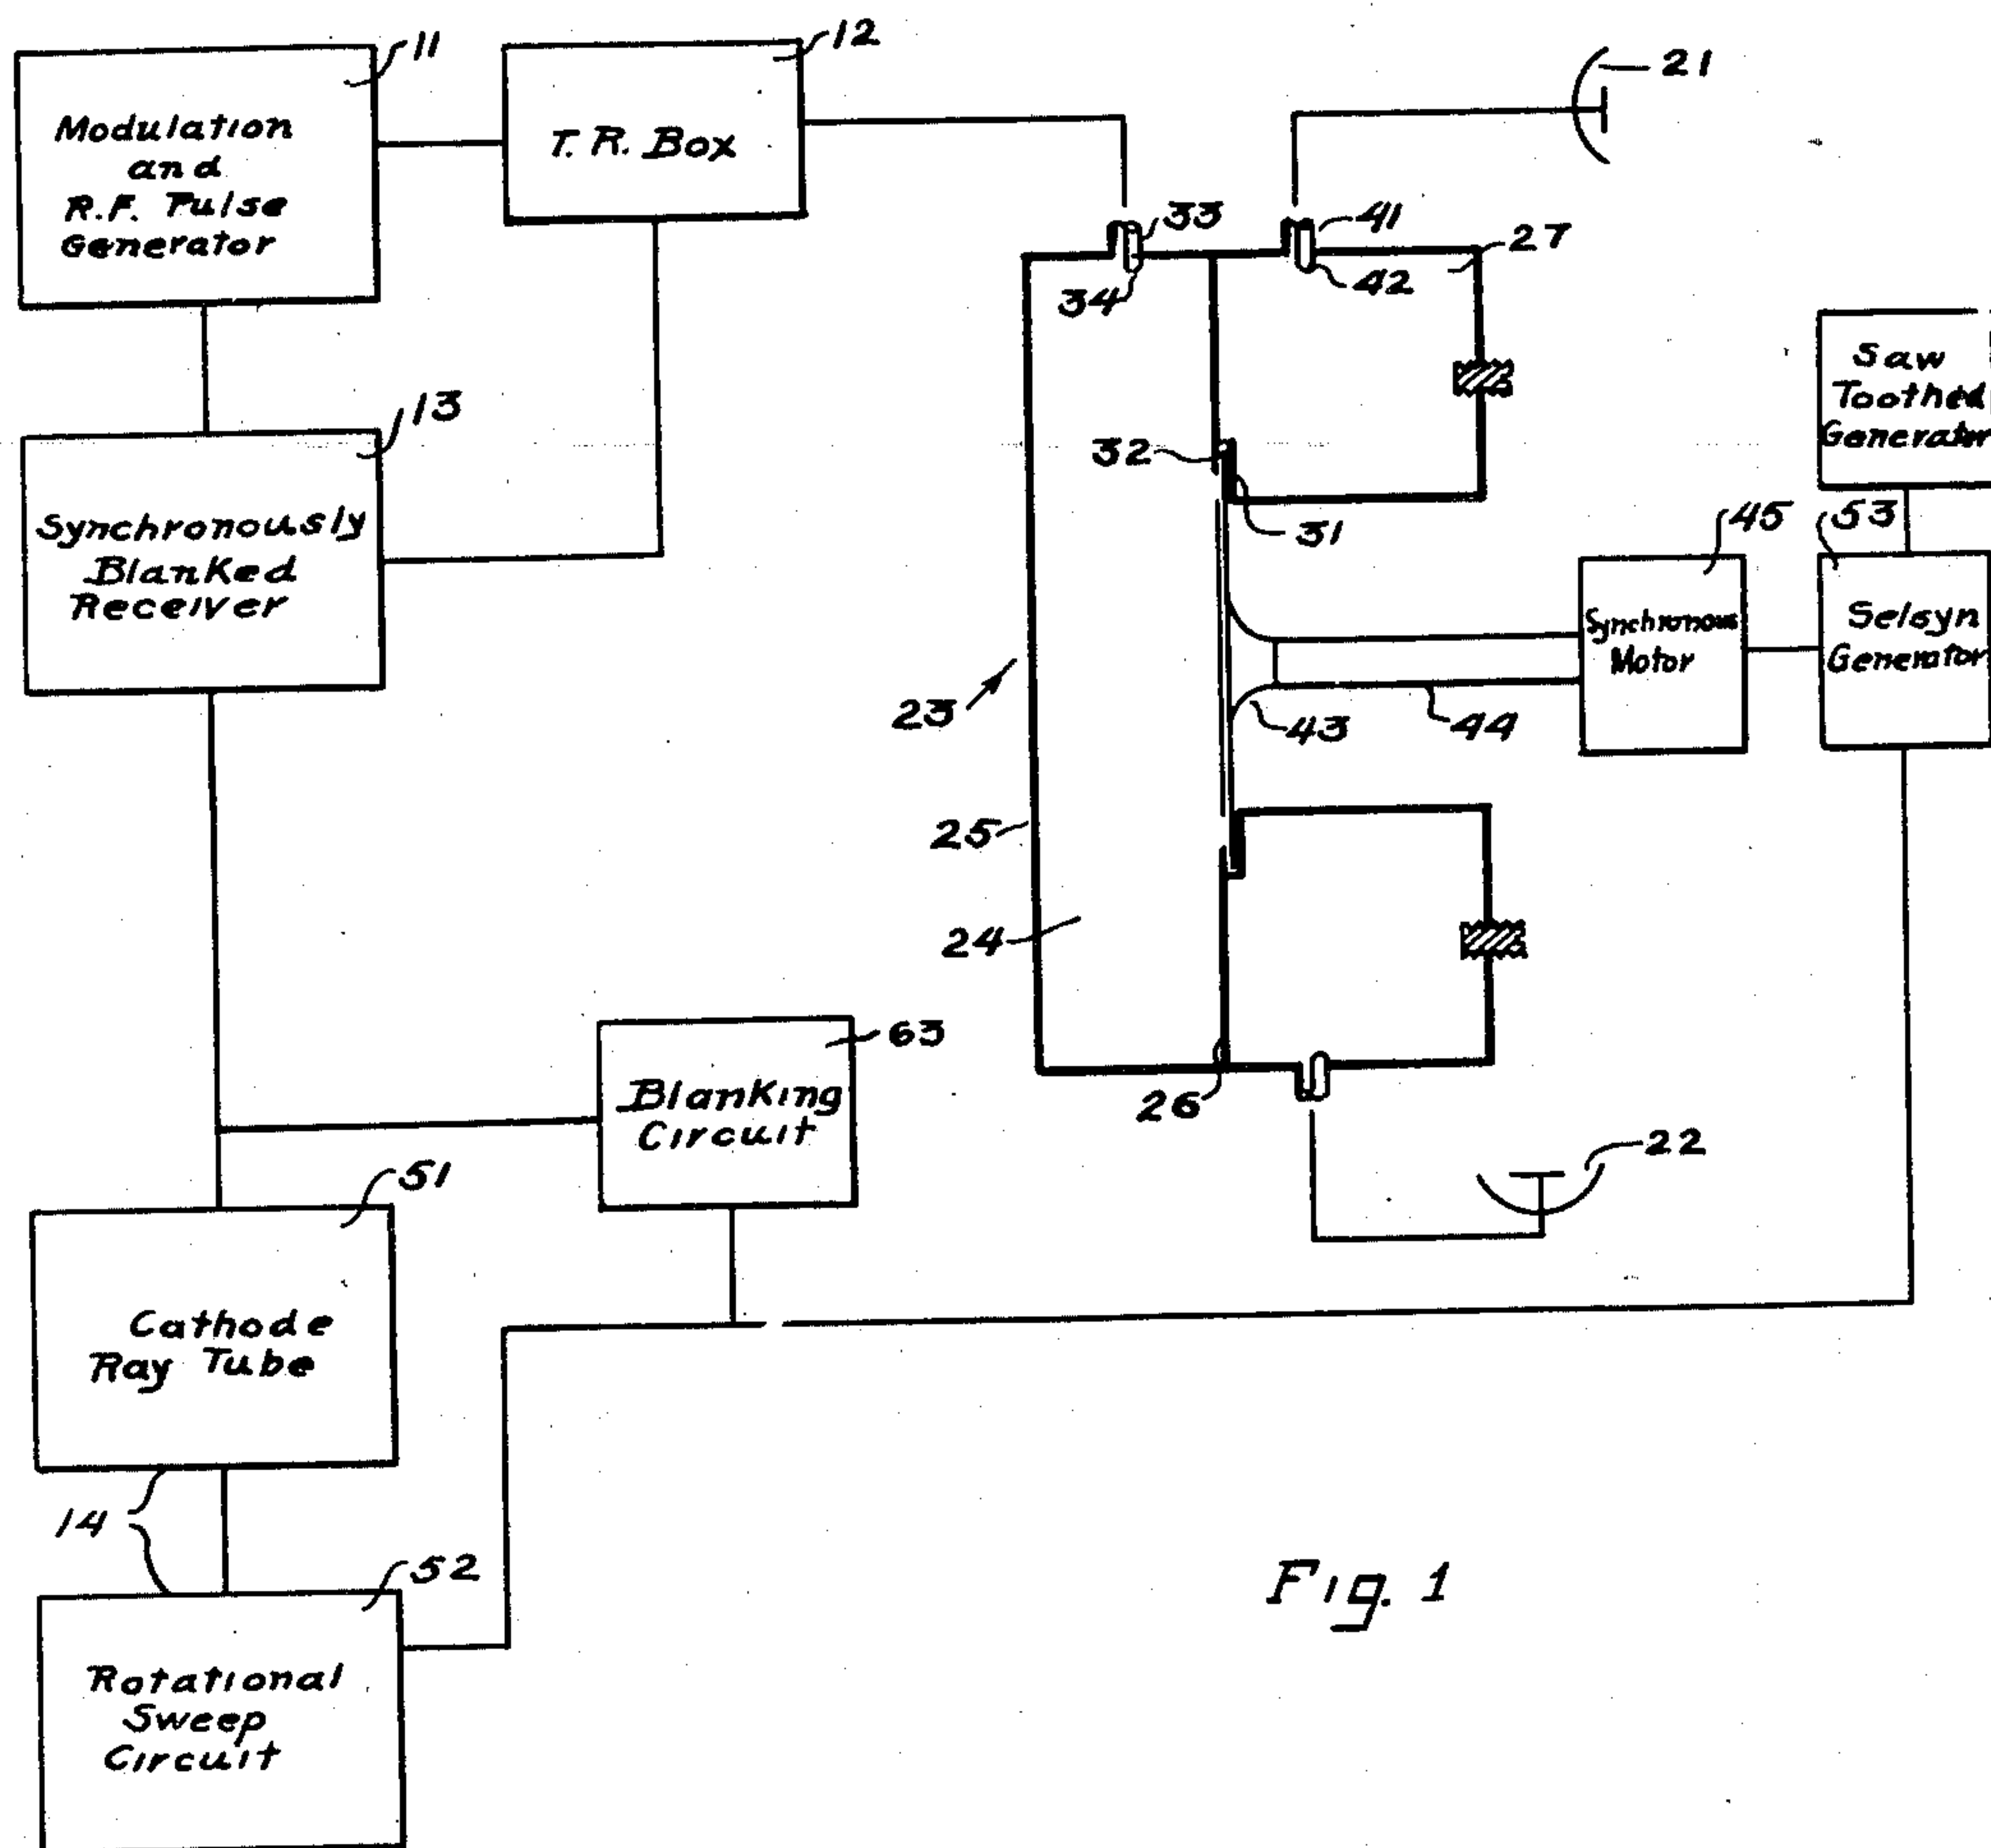 11
Modulation
and
R.F. Pulse
Generator
12
T. R. Box
21
33
34
41
42
27
Saw
Toothed
Generator
13
Synchronously
Blanked
Receiver
32
31
45
Synchronous
Motor
53
Selsyn
Generator
23
43
44
25
24
26
22
63
Blanking
Circuit
51
Cathode
Ray Tube
14
52
Rotational
Sweep
Circuit
Fig. 1